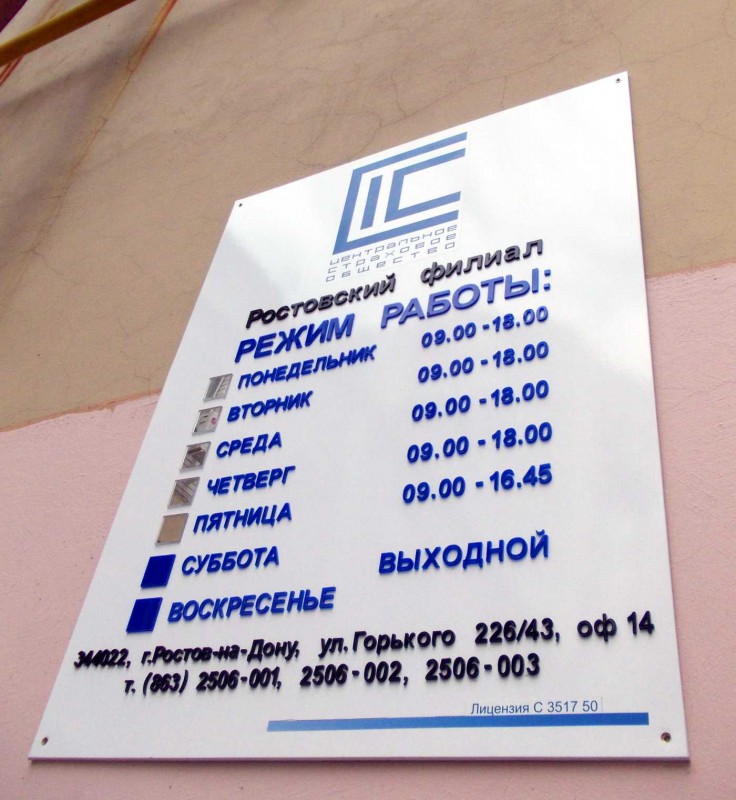 ЦЕНТРАЛЬНОЕ
СТРАХОВОЕ
ОБЩЕСТВО
Ростовский филиал
РЕЖИМ РАБОТЫ:
ПОНЕДЕЛЬНИК 09.00-18.00
ВТОРНИК 09.00-18.00
СРЕДА 09.00-18.00
ЧЕТВЕРГ 09.00-18.00
ПЯТНИЦА 09.00-16.45
СУББОТА ВЫХОДНОЙ
ВОСКРЕСЕНЬЕ
344022, г.Ростов-на-Дону, ул.Горького 226/43, оф 14
т. (863) 2506-001, 2506-002, 2506-003
Лицензия С 3517 50